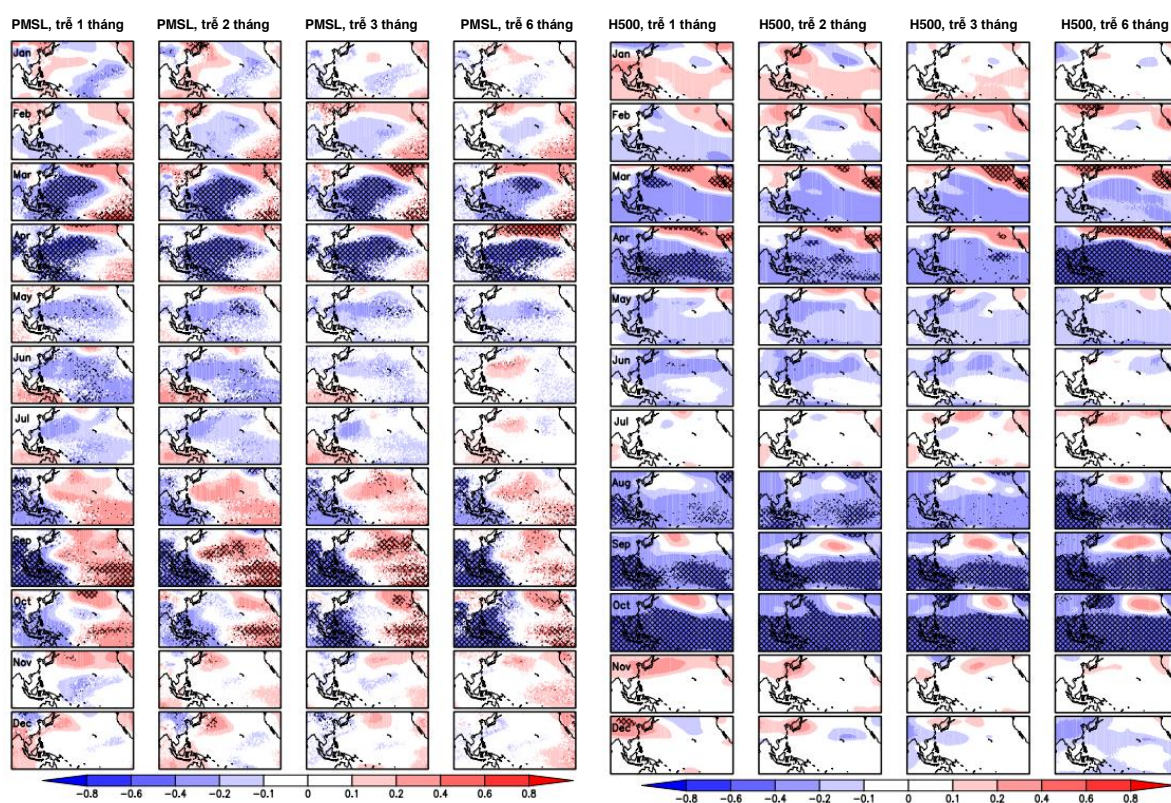 PMSL, trễ 1 tháng PMSL, trễ 2 tháng PMSL, trễ 3 tháng PMSL, trễ 6 tháng
Jan
Feb
Mar
Apr
May
Jun
Jul
Aug
Sep
Oct
Nov
Dec
−0.8 −0.6 −0.4 −0.2 −0.1 0 0.1 0.2 0.4 0.6 0.8
H500, trễ 1 tháng H500, trễ 2 tháng H500, trễ 3 tháng H500, trễ 6 tháng
Jan
Feb
Mar
Apr
May
Jun
Jul
Aug
Sep
Oct
Nov
Dec
−0.8 −0.6 −0.4 −0.2 −0.1 0 0.1 0.2 0.4 0.6 0.8